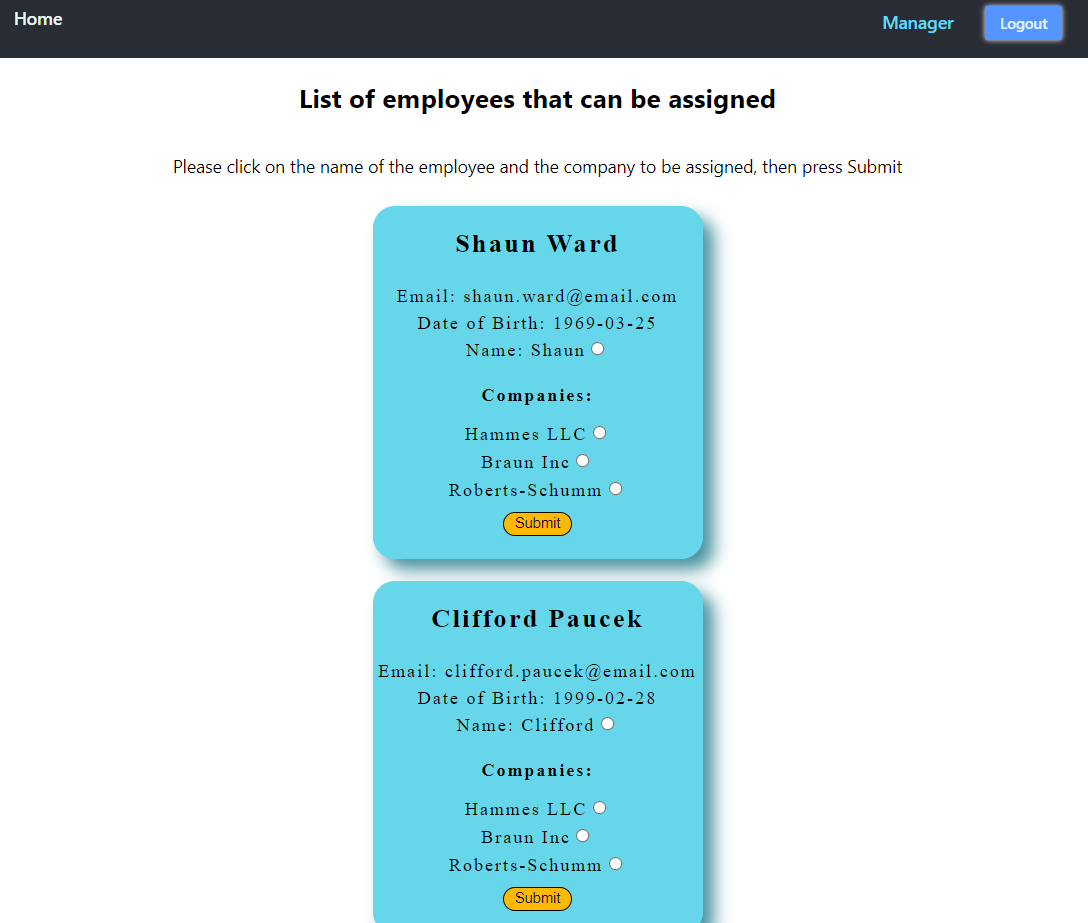 Home
Manager
Logout
List of employees that can be assigned
Please click on the name of the employee and the company to be assigned, then press Submit
Shaun Ward
Email: shaun.ward@email.com
Date of Birth: 1969-03-25
Name: Shaun
Companies:
Hammes LLC
Braun Inc
Roberts-Schumm
Submit
Clifford Paucek
Email: clifford.paucek@email.com
Date of Birth: 1999-02-28
Name: Clifford
Companies:
Hammes LLC
Braun Inc
Roberts-Schumm
Submit